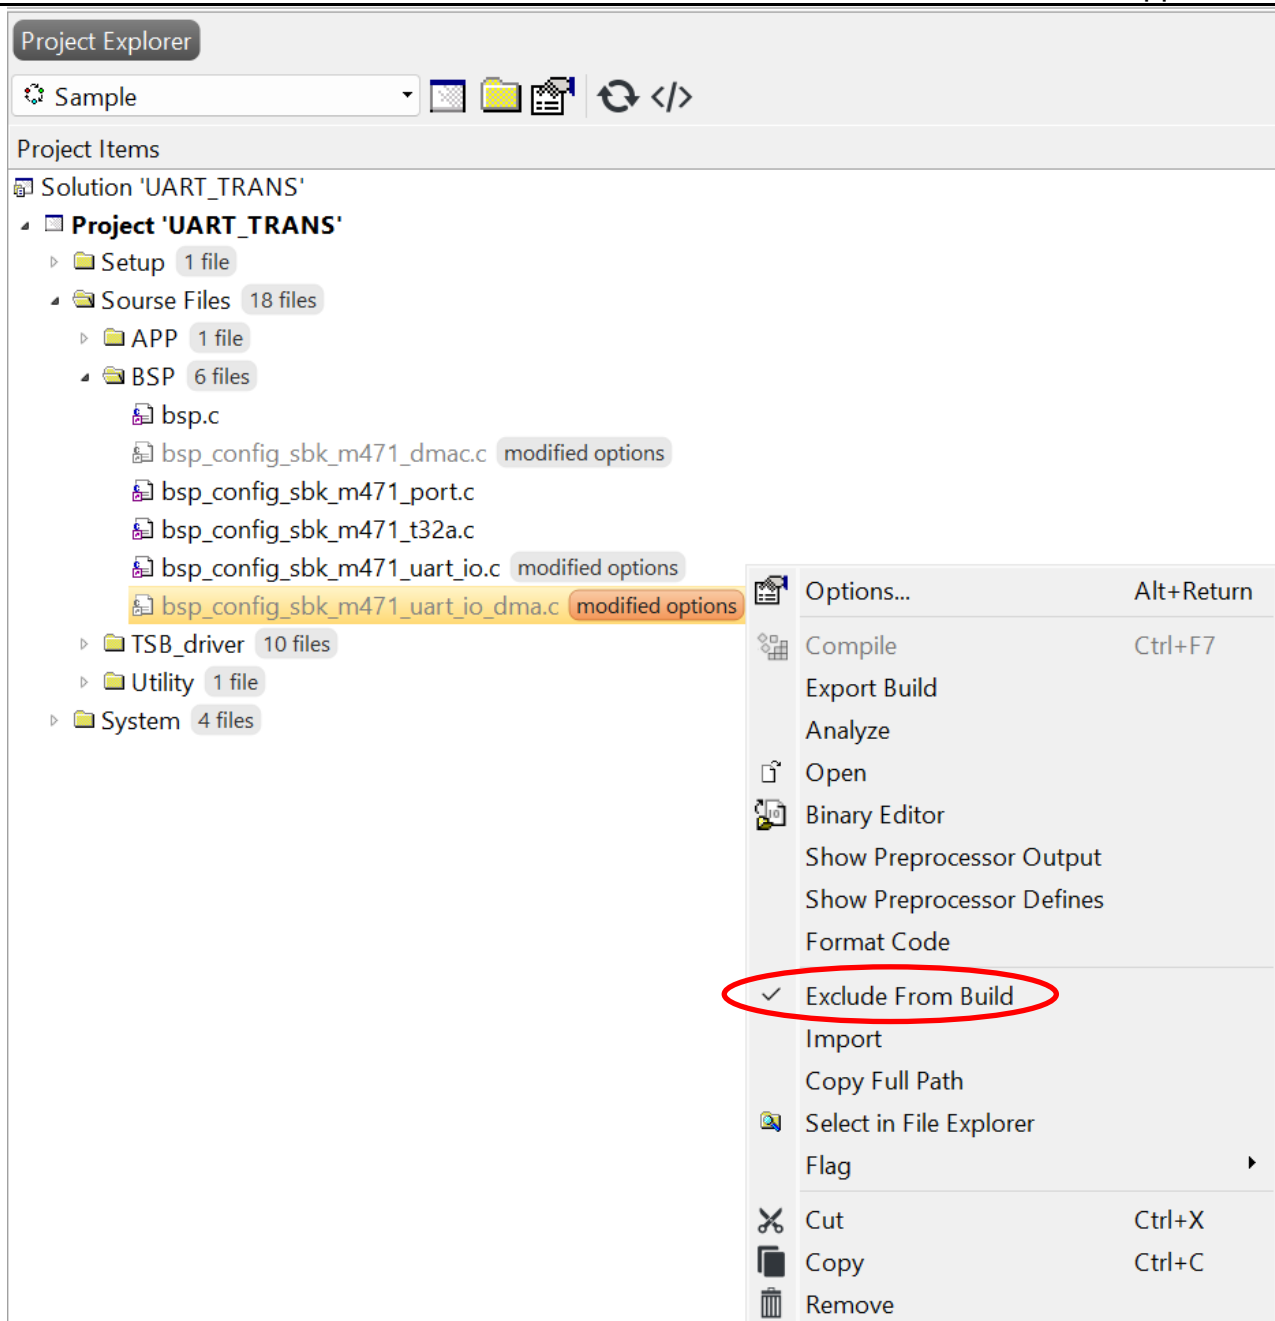 Project Explorer
Sample
</>
Project Items
Solution 'UART_TRANS'
Project 'UART_TRANS'
Setup 1 file
Sourse Files 18 files
APP 1 file
BSP 6 files
bsp.c
bsp_config_sbk_m471_dmac.c modified options
bsp_config_sbk_m471_port.c
bsp_config_sbk_m471_t32a.c
bsp_config_sbk_m471_uart_io.c modified options
bsp_config_sbk_m471_uart_io_dma.c modified options
TSB_driver 10 files
Utility 1 file
System 4 files
Options... Alt+Return
Compile Ctrl+F7
Export Build
Analyze
Open
Binary Editor
Show Preprocessor Output
Show Preprocessor Defines
Format Code
Exclude From Build
Import
Copy Full Path
Select in File Explorer
Flag
Cut Ctrl+X
Copy Ctrl+C
Remove